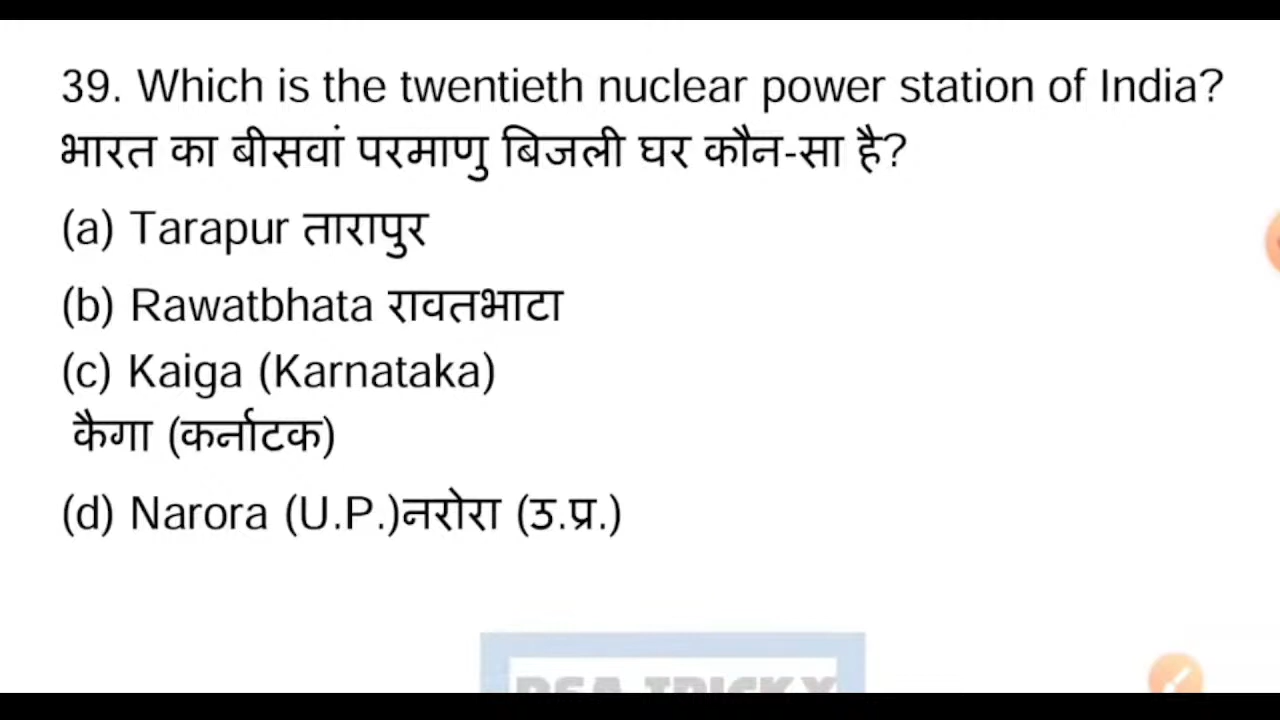 39. Which is the twentieth nuclear power station of India?
भारत का बीसवां परमाणु बिजली घर कौन-सा है?
(a) Tarapur तारापुर
(b) Rawatbhata रावतभाटा
(c) Kaiga (Karnataka)
कैगा (कर्नाटक)
(d) Narora (U.P.)नरोरा (उ.प्र.)